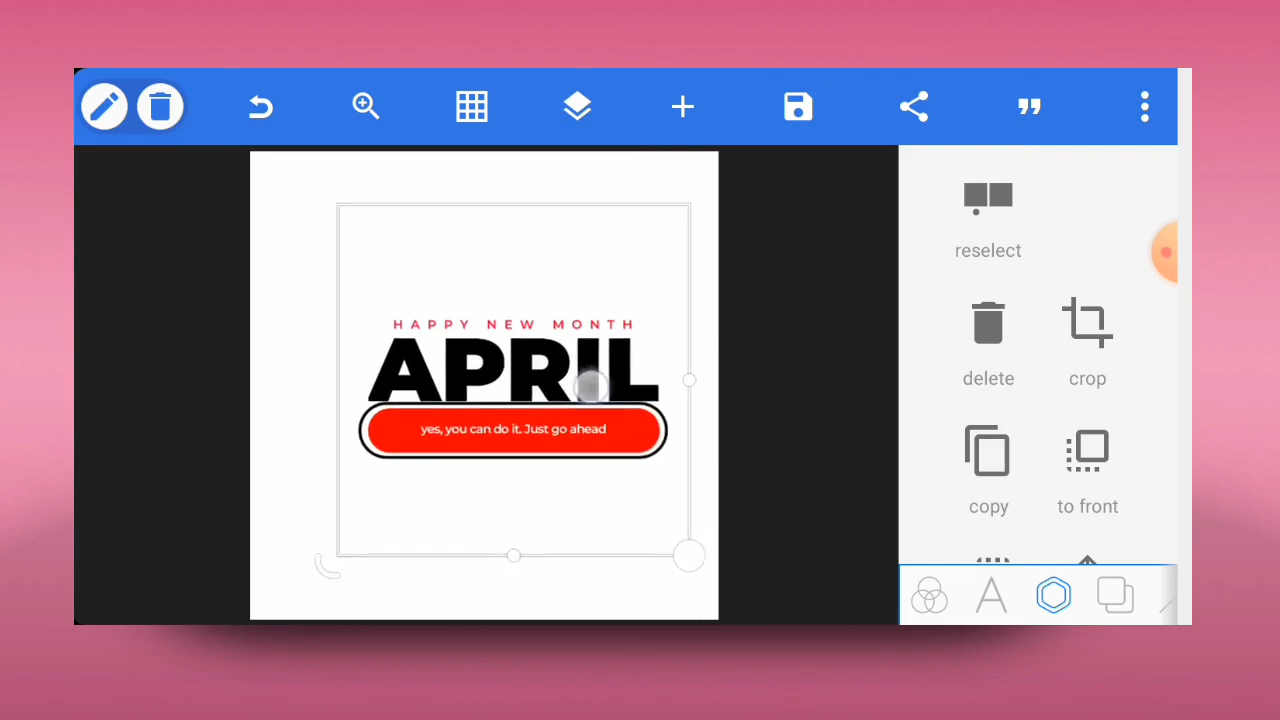 HAPPY NEW MONTH
APRIL
yes, you can do it. Just go ahead
reselect
delete
crop
copy
to front